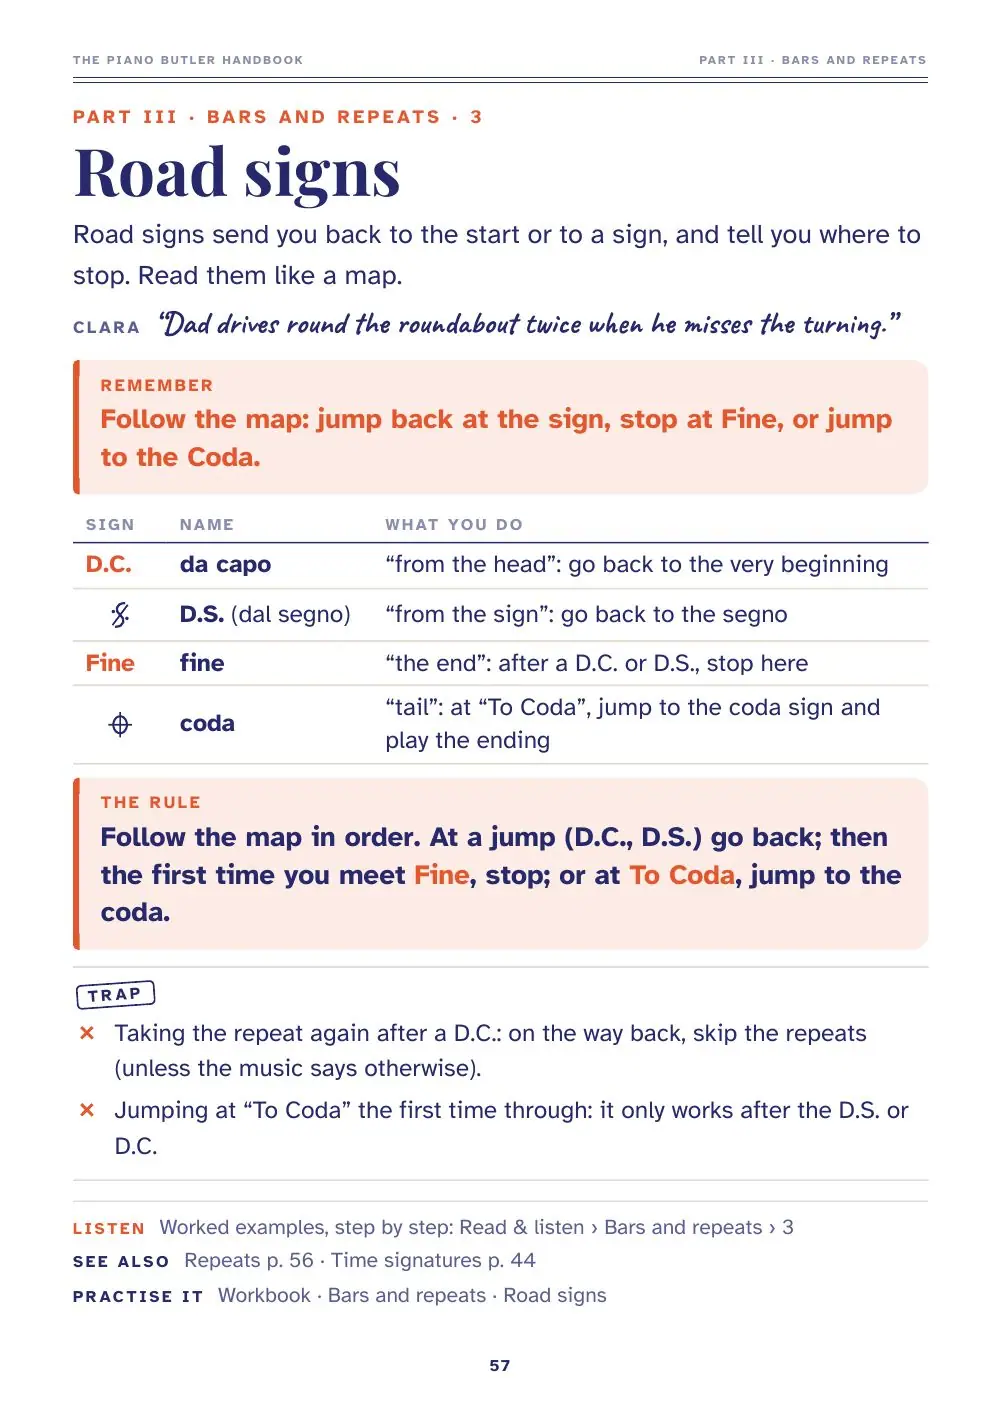 THE PIANO BUTLER HANDBOOK
PART III · BARS AND REPEATS
PART III · BARS AND REPEATS · 3
Road signs
Road signs send you back to the start or to a sign, and tell you where to
stop. Read them like a map.
CLARA “Dad drives round the roundabout twice when he misses the turning.”
REMEMBER
Follow the map: jump back at the sign, stop at Fine, or jump
to the Coda.
SIGN NAME WHAT YOU DO
D.C. da capo “from the head”: go back to the very beginning
D.S. (dal segno) “from the sign”: go back to the segno
Fine fine “the end”: after a D.C. or D.S., stop here
“tail”: at “To Coda”, jump to the coda sign and
coda
play the ending
THE RULE
Follow the map in order. At a jump (D.C., D.S.) go back; then
the first time you meet Fine, stop; or at To Coda, jump to the
coda.
TRAP
× Taking the repeat again after a D.C.: on the way back, skip the repeats
(unless the music says otherwise).
× Jumping at “To Coda” the first time through: it only works after the D.S. or
D.C.
LISTEN Worked examples, step by step: Read & listen › Bars and repeats › 3
SEE ALSO Repeats p. 56 · Time signatures p. 44
PRACTISE IT Workbook · Bars and repeats · Road signs
57